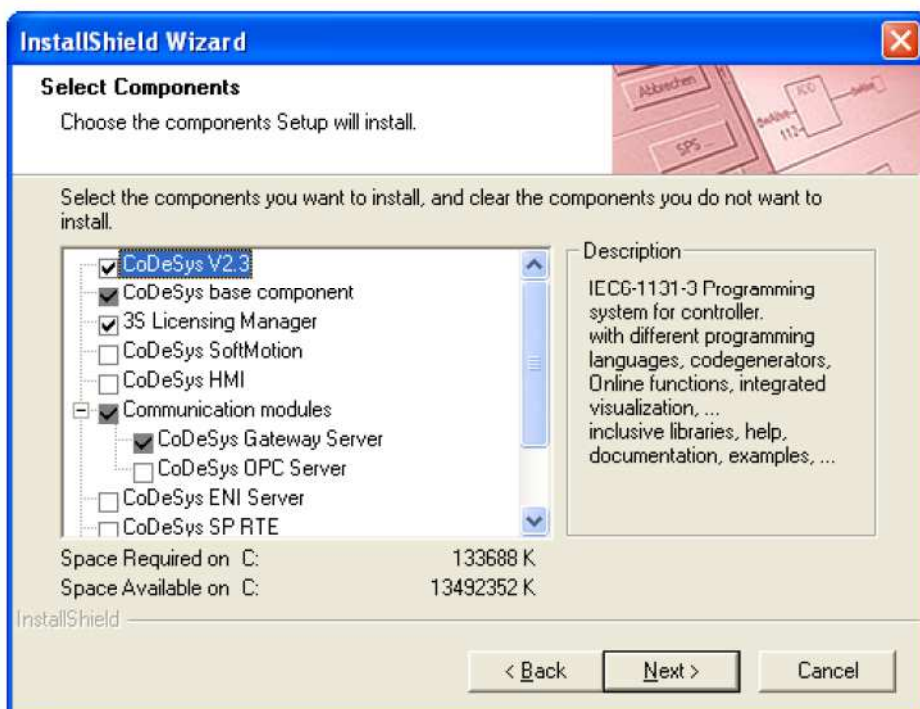 InstallShield Wizard
Select Components
Choose the components Setup will install.
Abbrechen
SPS ...
112
Select the components you want to install, and clear the components you do not want to
install.
CoDeSys V2.3
CoDeSys base component
3S Licensing Manager
CoDeSys SoftMotion
CoDeSys HMI
Communication modules
CoDeSys Gateway Server
CoDeSys OPC Server
CoDeSys ENI Server
CoDeSys SP RTE
Description
IEC6-1131-3 Programming
system for controller.
with different programming
languages, codegenerators,
Online functions, integrated
visualization, ...
inclusive libraries, help,
documentation, examples, ...
Space Required on C: 133688 K
Space Available on C: 13492352 K
InstallShield
< Back
Next >
Cancel